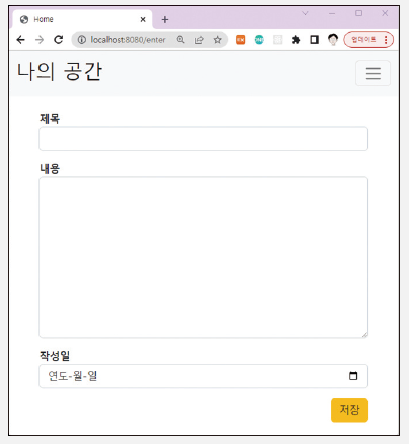 Home
localhost:8080/enter
업데이트
나의 공간
제목
내용
작성일
연도-월-일
저장